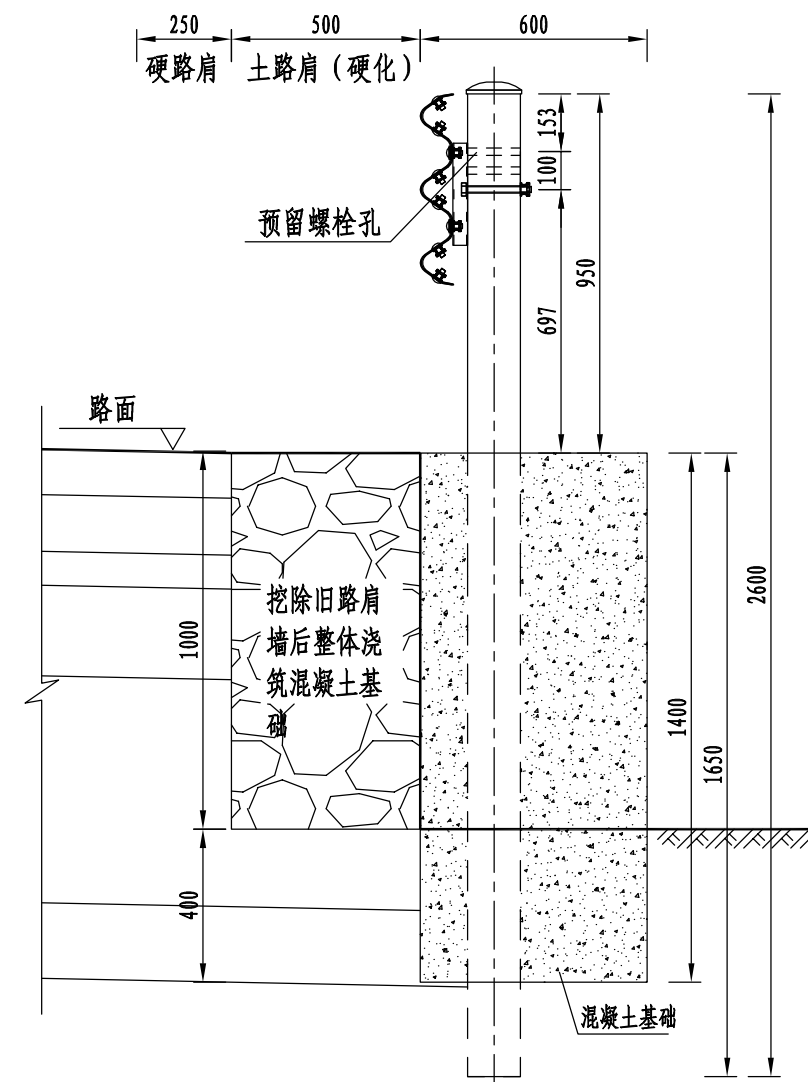 250
500
600
硬路肩
土路肩（硬化）
153
100
预留螺栓孔
950
697
路面
2600
挖除旧路肩
墙后整体浇
筑混凝土基
础
1000
1400
1650
400
混凝土基础